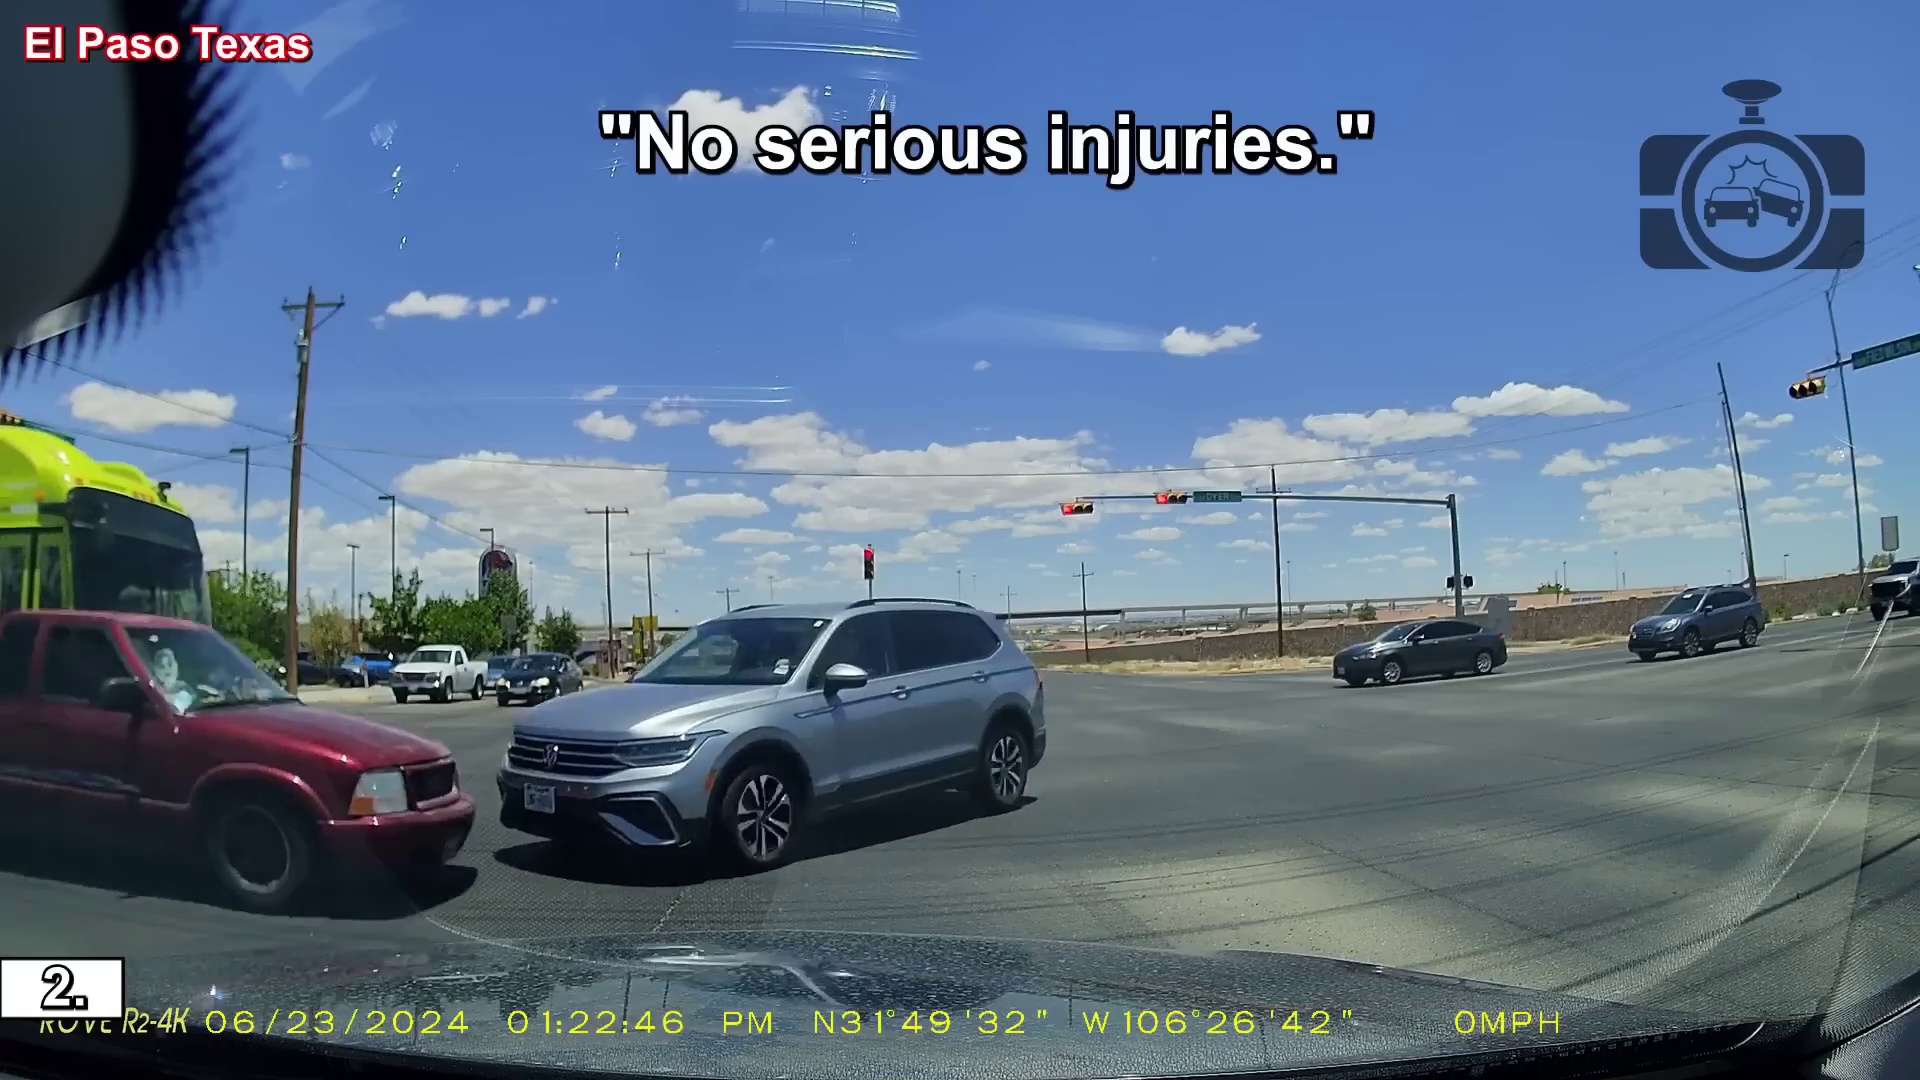 El Paso Texas
"No serious injuries."
DYER
2.
ROVE R2-4K 06/23/2024 01:22:46 PM N31°49'32" W106°26'42" 0MPH